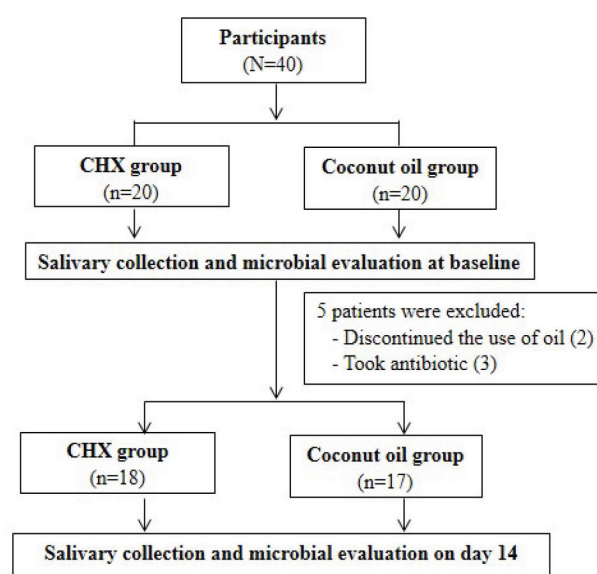 Participants
(N=40)
CHX group
(n=20)
Coconut oil group
(n=20)
Salivary collection and microbial evaluation at baseline
5 patients were excluded:
- Discontinued the use of oil (2)
- Took antibiotic (3)
CHX group
(n=18)
Coconut oil group
(n=17)
Salivary collection and microbial evaluation on day 14